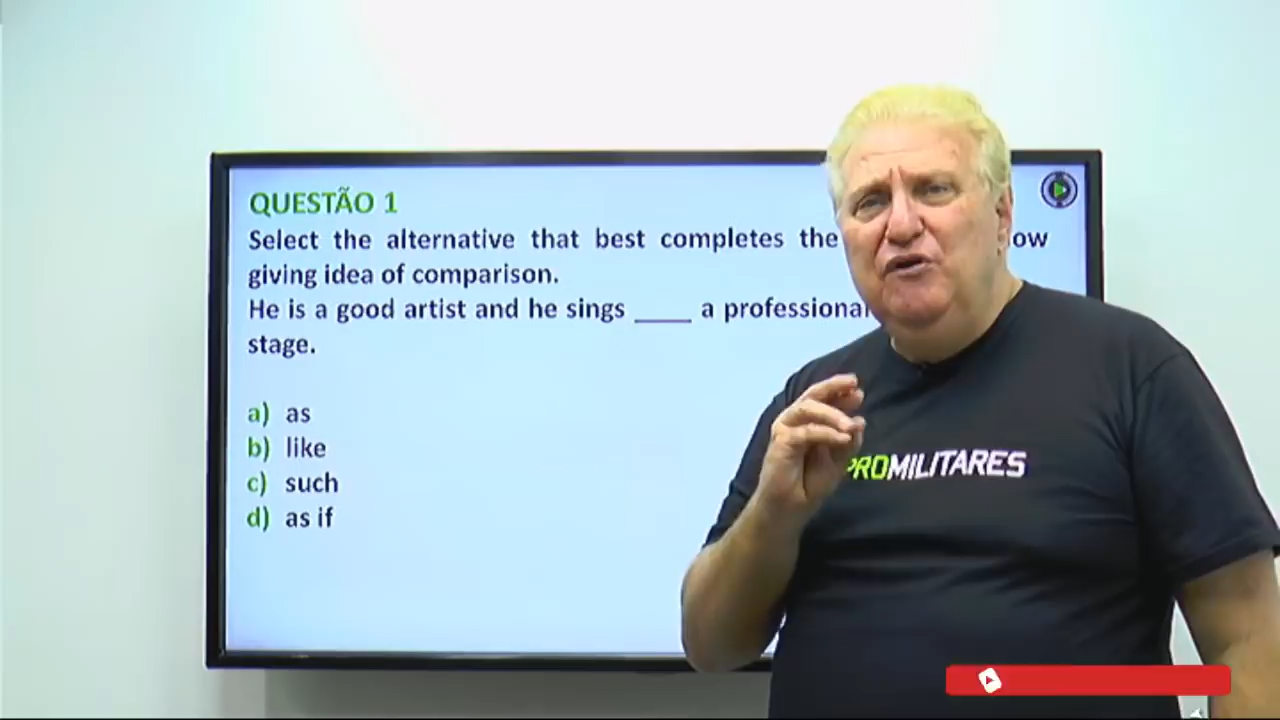 QUESTÃO 1
Select the alternative that best completes the
giving idea of comparison.
He is a good artist and he sings ____ a professional
stage.
a) as
b) like
c) such
d) as if
PROMILITARES